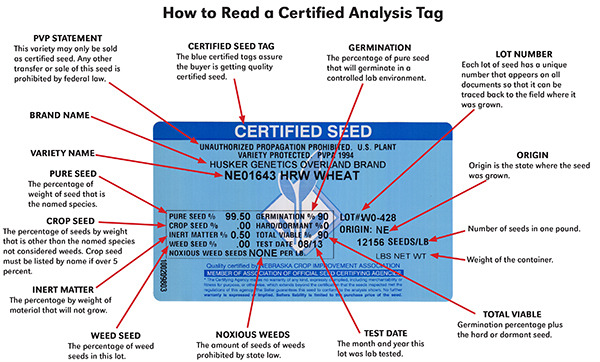 How to Read a Certified Analysis Tag
PVP STATEMENT
This variety may only be
sold as certified seed. Any other
transfer or sale of this seed is
prohibited by federal law.
CERTIFIED SEED TAG
The blue certified tags assure
the buyer is getting quality
certified seed.
GERMINATION
The percentage of pure seed
that will germinate in a
controlled lab environment.
LOT NUMBER
Each lot of seed has a unique
number that appears on all
documents so that it can be
traced back to the field where it
was grown.
BRAND NAME
VARIETY NAME
PURE SEED
The percentage of
weight of seed that is
the named species.
CROP SEED
The percentage of seeds by weight
that is other than the named species
not considered weeds. Crop seed
must be listed by name if over 5
percent.
INERT MATTER
The percentage by weight of
material that will not grow.
WEED SEED
The percentage of weed
seeds in this lot.
NOXIOUS WEEDS
The amount of seeds of weeds
prohibited by state law.
TEST DATE
The month and year this
lot was lab tested.
TOTAL VIABLE
Germination percentage plus
the hard or dormant seed.
ORIGIN
Origin is the state where the seed
was grown.
Number of seeds in one pound.
Weight of the container.
CERTIFIED SEED
UNAUTHORIZED PROPAGATION PROHIBITED. U.S. PLANT
VARIETY PROTECTED. PVPA 1994
HUSKER GENETICS OVERLAND BRAND
NE01643 HRW WHEAT
PURE SEED % 99.50 GERMINATION % 90 LOT#W0-428
CROP SEED % .00 HARD/DORMANT %0 ORIGIN: NE
INERT MATTER % 0.50 TOTAL VIABLE % 90
WEED SEED % .00 TEST DATE 08/13 12156 SEEDS/LB
NOXIOUS WEED SEEDS NONE PER LB. LBS NET WT
Quality certified by NEBRASKA CROP IMPROVEMENT ASSOCIATION
MEMBER OF ASSOCIATION OF OFFICIAL SEED CERTIFYING AGENCIES